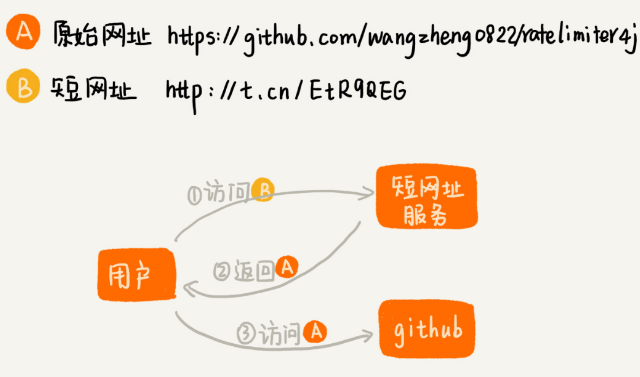 A 原始网址 https://github.com/wangzheng0822/ratelimiter4j
B 短网址 http://t.cn/EtR9QEG
①访问B
短网址
服务
用户
②返回A
③访问A
github